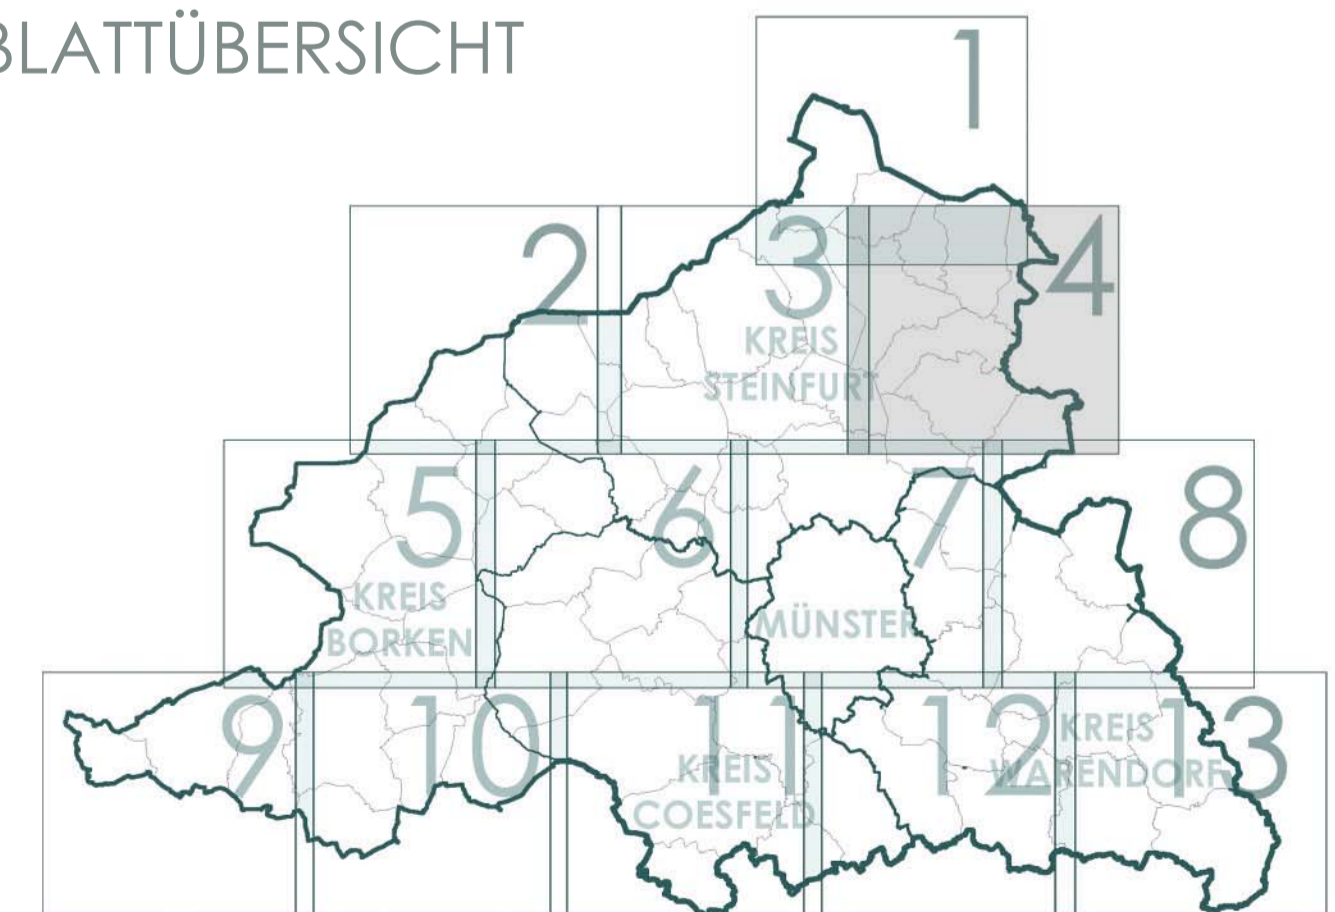 BLATTÜBERSICHT
1
2
3
4
KREIS
STEINFURT
5
6
7
8
KREIS
BORKEN
MÜNSTER
9
10
11
12
13
KREIS
COESFELD
KREIS
WARENDORF